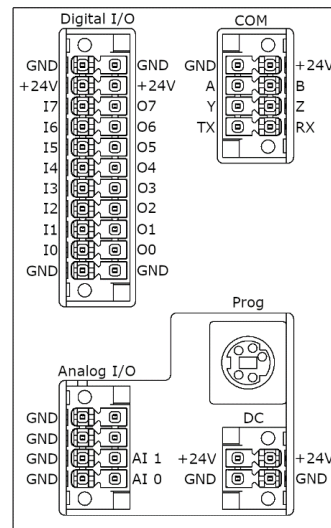 Digital I/O
GND GND
+24V +24V
I7 O7
I6 O6
I5 O5
I4 O4
I3 O3
I2 O2
I1 O1
I0 O0
GND GND
COM
GND +24V
A B
Y Z
TX RX
Prog
Analog I/O
GND
GND
GND AI 1
GND AI 0
DC
+24V +24V
GND GND